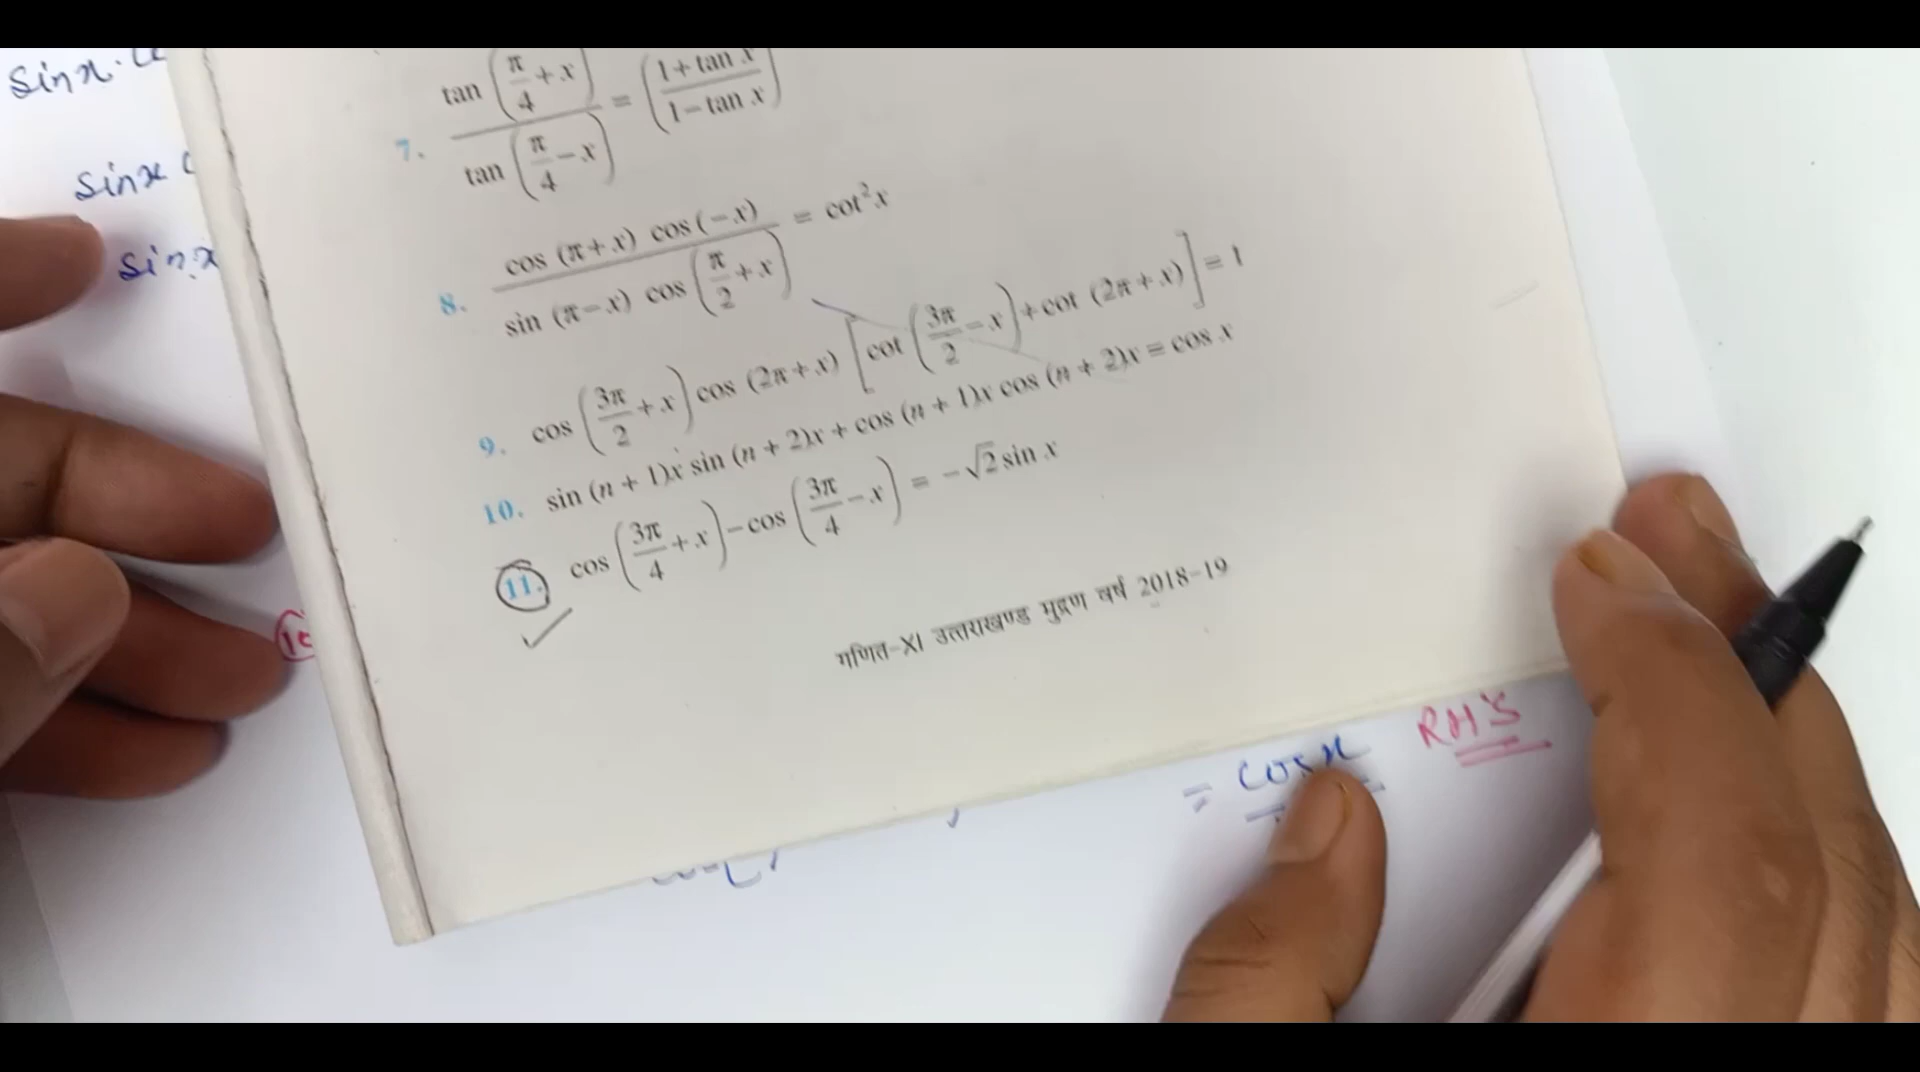 sin x.
sin x
sin x
7. tan (π/4 + x) / tan (π/4 − x) = ((1 + tan x)/(1 − tan x))
8. cos (π + x) cos (−x) / sin (π − x) cos (π/2 + x) = cot² x
9. cos (3π/2 + x) cos (2π + x) [cot (3π/2 − x) + cot (2π + x)] = 1
10. sin (n + 1)x sin (n + 2)x + cos (n + 1)x cos (n + 2)x = cos x
11. cos (3π/4 + x) − cos (3π/4 − x) = −√2 sin x
गणित-XI उत्तराखण्ड मुद्रण वर्ष 2018-19
= cos x RHS